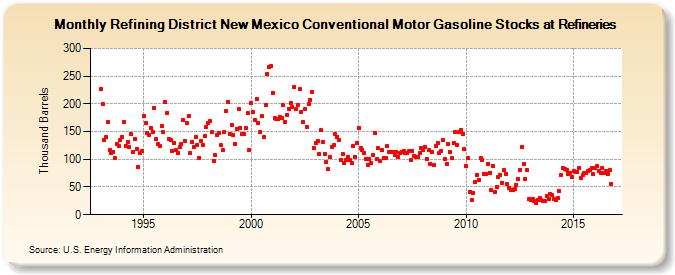 Monthly Refining District New Mexico Conventional Motor Gasoline Stocks at Refineries
Thousand Barrels
300
250
200
150
100
50
0
1995 2000 2005 2010 2015
Source: U.S. Energy Information Administration